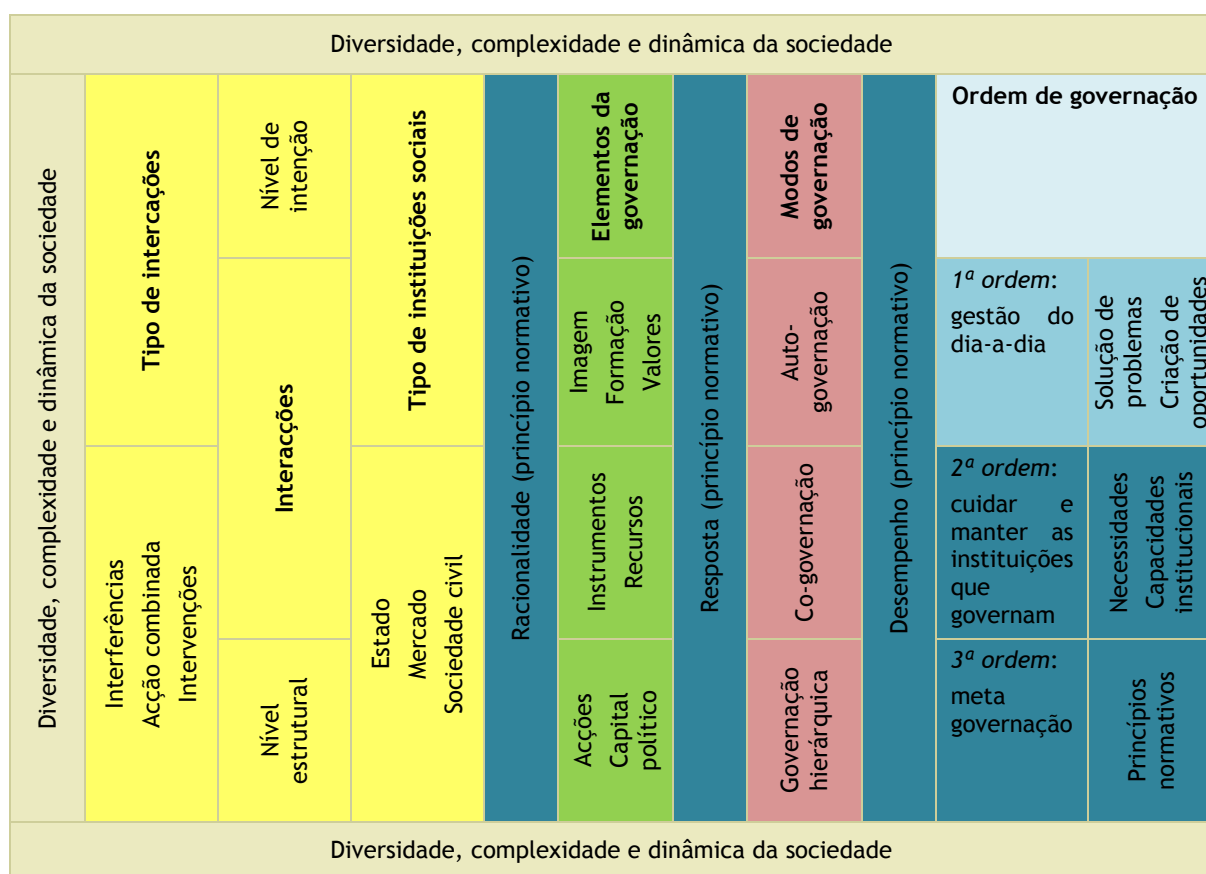 Diversidade, complexidade e dinâmica da sociedade
Diversidade, complexidade e dinâmica da sociedade
Tipo de intercações
Interferências
Acção combinada
Intervenções
Nível de
intenção
Interacções
Nível
estrutural
Tipo de instituições sociais
Estado
Mercado
Sociedade civil
Racionalidade (princípio normativo)
Elementos da
governação
Imagem
Formação
Valores
Instrumentos
Recursos
Acções
Capital
político
Resposta (princípio normativo)
Modos de
governação
Auto-
governação
Co-governação
Governação
hierárquica
Desempenho (princípio normativo)
Ordem de governação
1ª ordem:
gestão do
dia-a-dia
Solução de
problemas
Criação de
oportunidades
2ª ordem:
cuidar e
manter as
instituições
que
governam
Necessidades
Capacidades
institucionais
3ª ordem:
meta
governação
Princípios
normativos
Diversidade, complexidade e dinâmica da sociedade